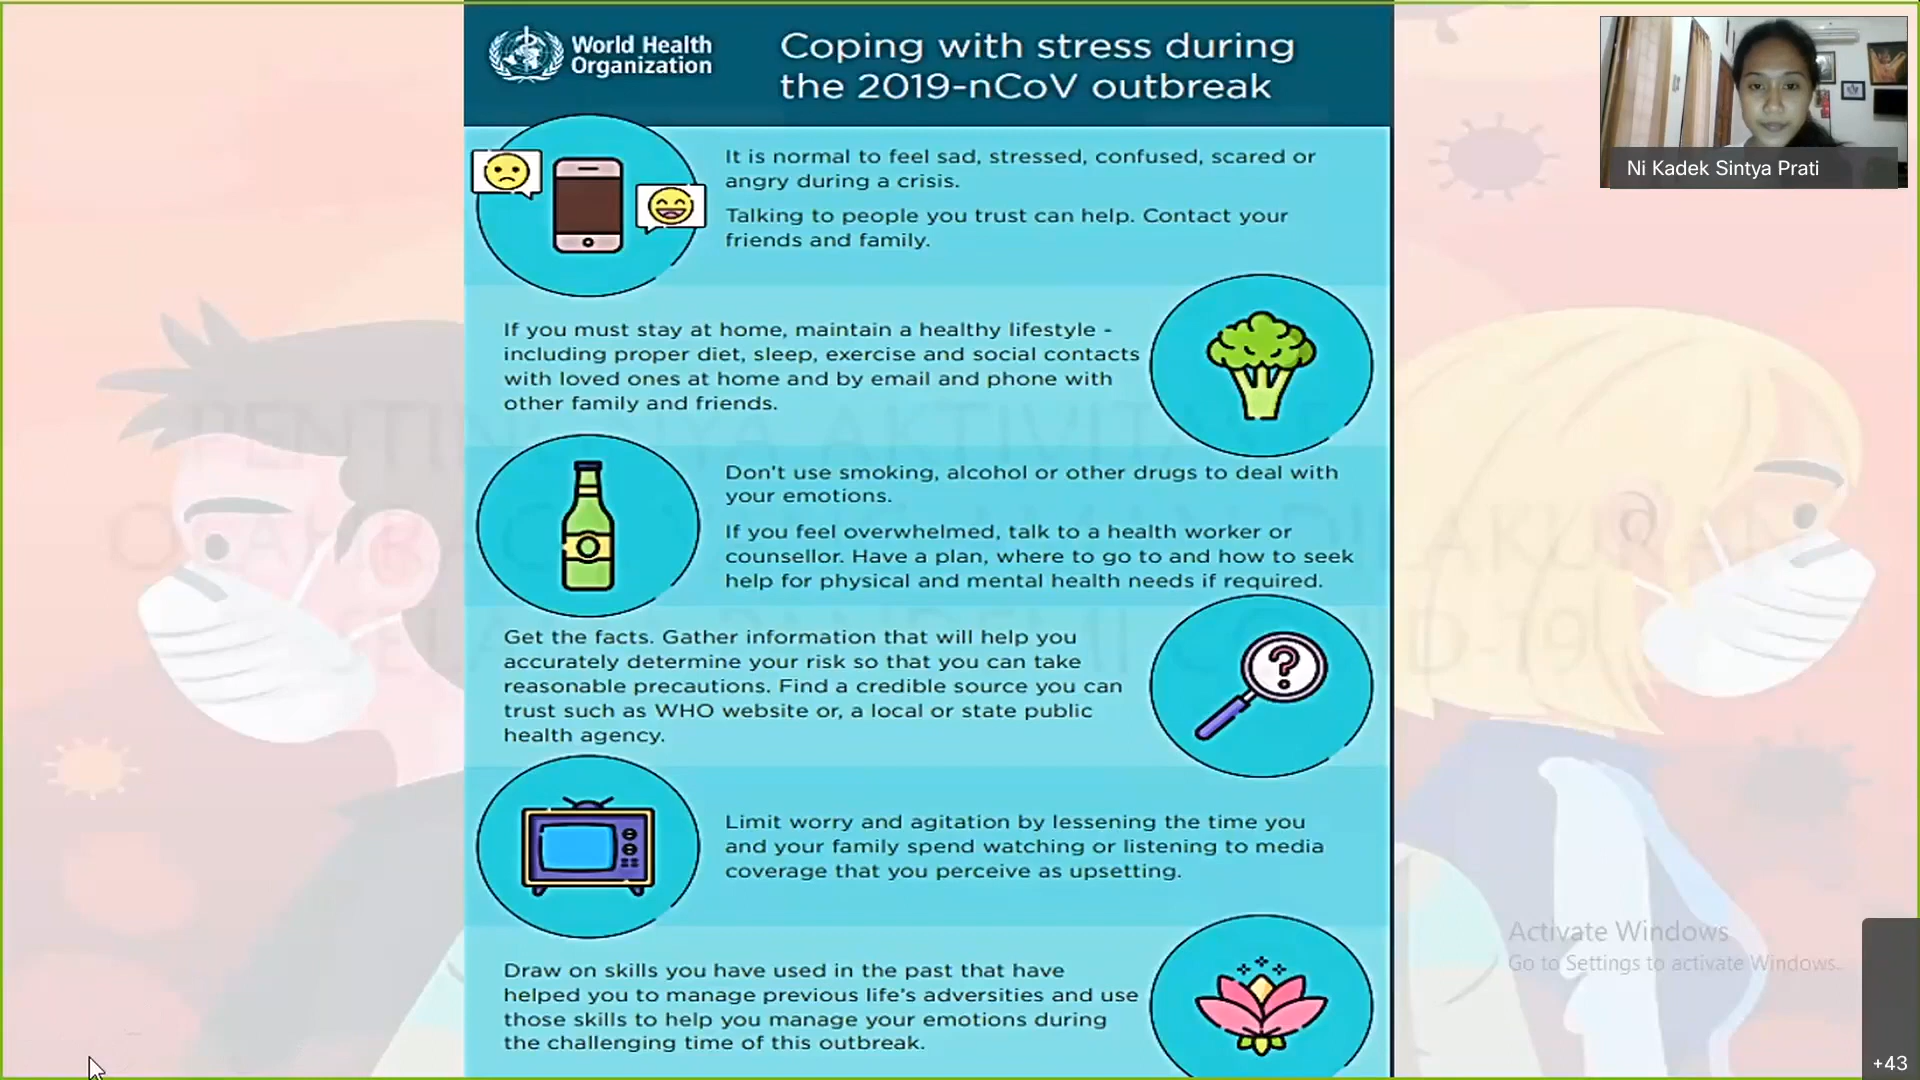 World Health
Organization
Coping with stress during
the 2019-nCoV outbreak
It is normal to feel sad, stressed, confused, scared or
angry during a crisis.
Talking to people you trust can help. Contact your
friends and family.
If you must stay at home, maintain a healthy lifestyle -
including proper diet, sleep, exercise and social contacts
with loved ones at home and by email and phone with
other family and friends.
Don't use smoking, alcohol or other drugs to deal with
your emotions.
If you feel overwhelmed, talk to a health worker or
counsellor. Have a plan, where to go to and how to seek
help for physical and mental health needs if required.
Get the facts. Gather information that will help you
accurately determine your risk so that you can take
reasonable precautions. Find a credible source you can
trust such as WHO website or, a local or state public
health agency.
?
Limit worry and agitation by lessening the time you
and your family spend watching or listening to media
coverage that you perceive as upsetting.
Draw on skills you have used in the past that have
helped you to manage previous life's adversities and use
those skills to help you manage your emotions during
the challenging time of this outbreak.
Ni Kadek Sintya Prati
Activate Windows
Go to Settings to activate Windows.
+43